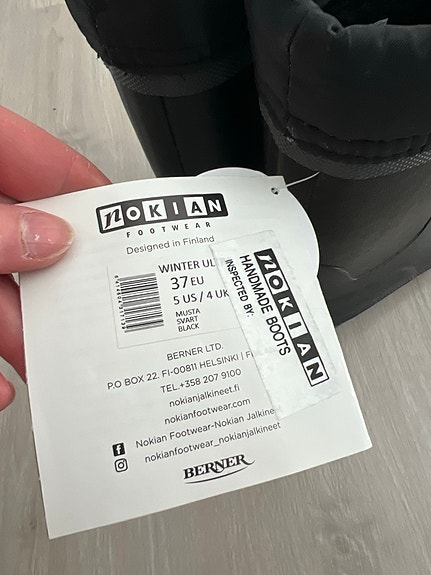 NOKIAN
FOOTWEAR
Designed in Finland
WINTER UL
37 EU
5 US / 4 UK
MUSTA
SVART
BLACK
NOKIAN
HANDMADE BOOTS
INSPECTED BY:
BERNER LTD.
P.O BOX 22. FI-00811 HELSINKI | FI
TEL.+358 207 9100
nokianjalkineet.fi
nokianfootwear.com
Nokian Footwear-Nokian Jalkineet
nokianfootwear_nokianjalkineet
BERNER